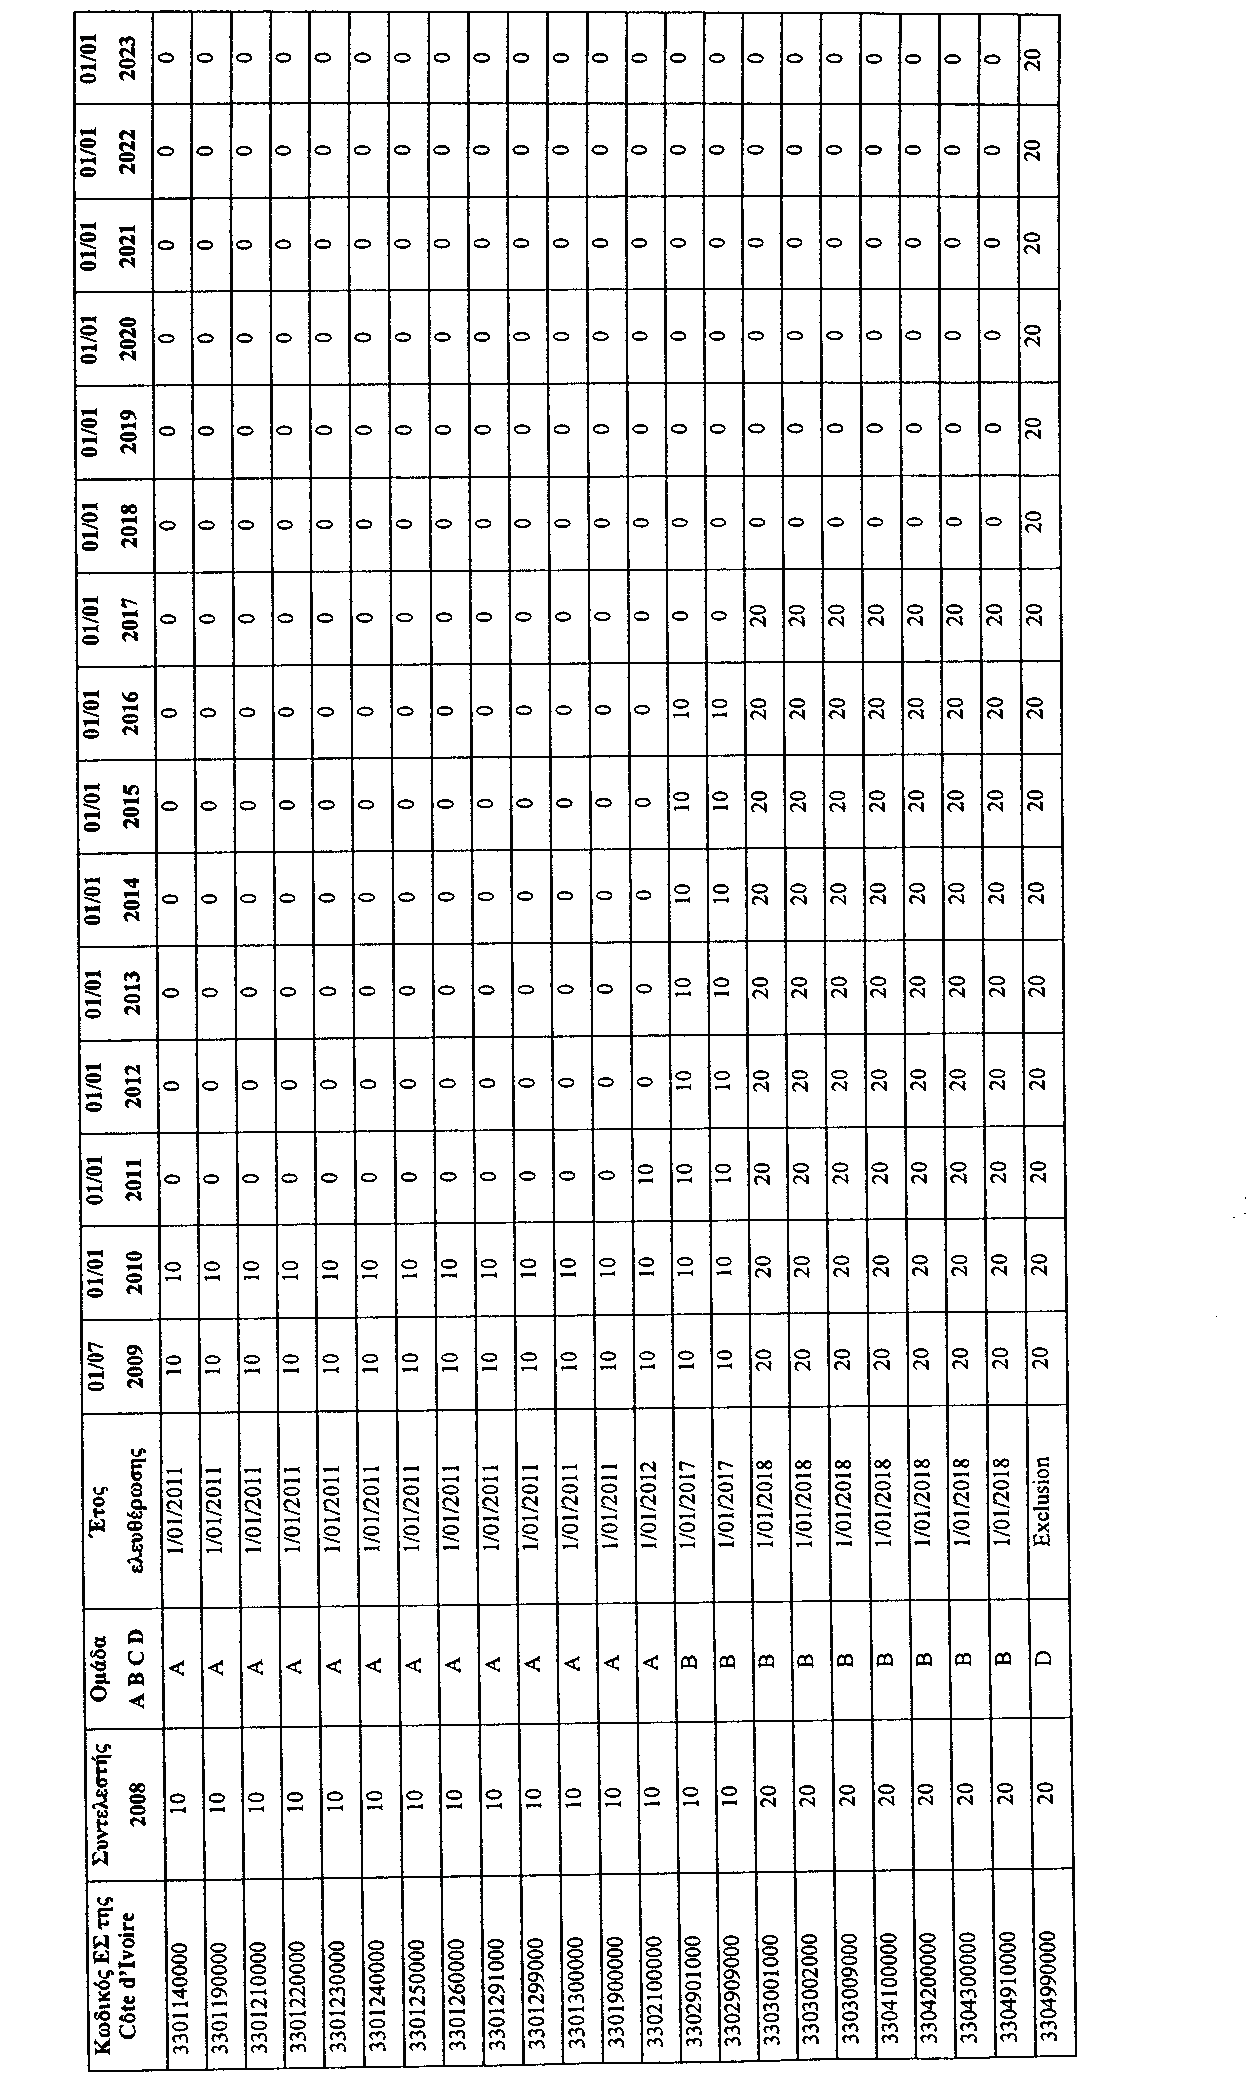 Κοδικός ΕΣ της Côte d'Ivoire Συντελεστής 2008 Ομάδα A B C D Έτος ελευθέρωσης 01/07 2009 01/01 2010 01/01 2011 01/01 2012 01/01 2013 01/01 2014 01/01 2015 01/01 2016 01/01 2017 01/01 2018 01/01 2019 01/01 2020 01/01 2021 01/01 2022 01/01 2023
3301140000 10 A 1/01/2011 10 10 0 0 0 0 0 0 0 0 0 0 0 0 0
3301190000 10 A 1/01/2011 10 10 0 0 0 0 0 0 0 0 0 0 0 0 0
3301210000 10 A 1/01/2011 10 10 0 0 0 0 0 0 0 0 0 0 0 0 0
3301220000 10 A 1/01/2011 10 10 0 0 0 0 0 0 0 0 0 0 0 0 0
3301230000 10 A 1/01/2011 10 10 0 0 0 0 0 0 0 0 0 0 0 0 0
3301240000 10 A 1/01/2011 10 10 0 0 0 0 0 0 0 0 0 0 0 0 0
3301250000 10 A 1/01/2011 10 10 0 0 0 0 0 0 0 0 0 0 0 0 0
3301260000 10 A 1/01/2011 10 10 0 0 0 0 0 0 0 0 0 0 0 0 0
3301291000 10 A 1/01/2011 10 10 0 0 0 0 0 0 0 0 0 0 0 0 0
3301299000 10 A 1/01/2011 10 10 0 0 0 0 0 0 0 0 0 0 0 0 0
3301300000 10 A 1/01/2011 10 10 0 0 0 0 0 0 0 0 0 0 0 0 0
3301900000 10 A 1/01/2011 10 10 0 0 0 0 0 0 0 0 0 0 0 0 0
3302100000 10 A 1/01/2012 10 10 10 0 0 0 0 0 0 0 0 0 0 0 0
3302901000 10 B 1/01/2017 10 10 10 10 10 10 10 10 0 0 0 0 0 0 0
3302909000 10 B 1/01/2017 10 10 10 10 10 10 10 10 0 0 0 0 0 0 0
3303001000 20 B 1/01/2018 20 20 20 20 20 20 20 20 20 0 0 0 0 0 0
3303002000 20 B 1/01/2018 20 20 20 20 20 20 20 20 20 0 0 0 0 0 0
3303009000 20 B 1/01/2018 20 20 20 20 20 20 20 20 20 0 0 0 0 0 0
3304100000 20 B 1/01/2018 20 20 20 20 20 20 20 20 20 0 0 0 0 0 0
3304200000 20 B 1/01/2018 20 20 20 20 20 20 20 20 20 0 0 0 0 0 0
3304300000 20 B 1/01/2018 20 20 20 20 20 20 20 20 20 0 0 0 0 0 0
3304910000 20 B 1/01/2018 20 20 20 20 20 20 20 20 20 0 0 0 0 0 0
3304990000 20 D Exclusion 20 20 20 20 20 20 20 20 20 20 20 20 20 20 20